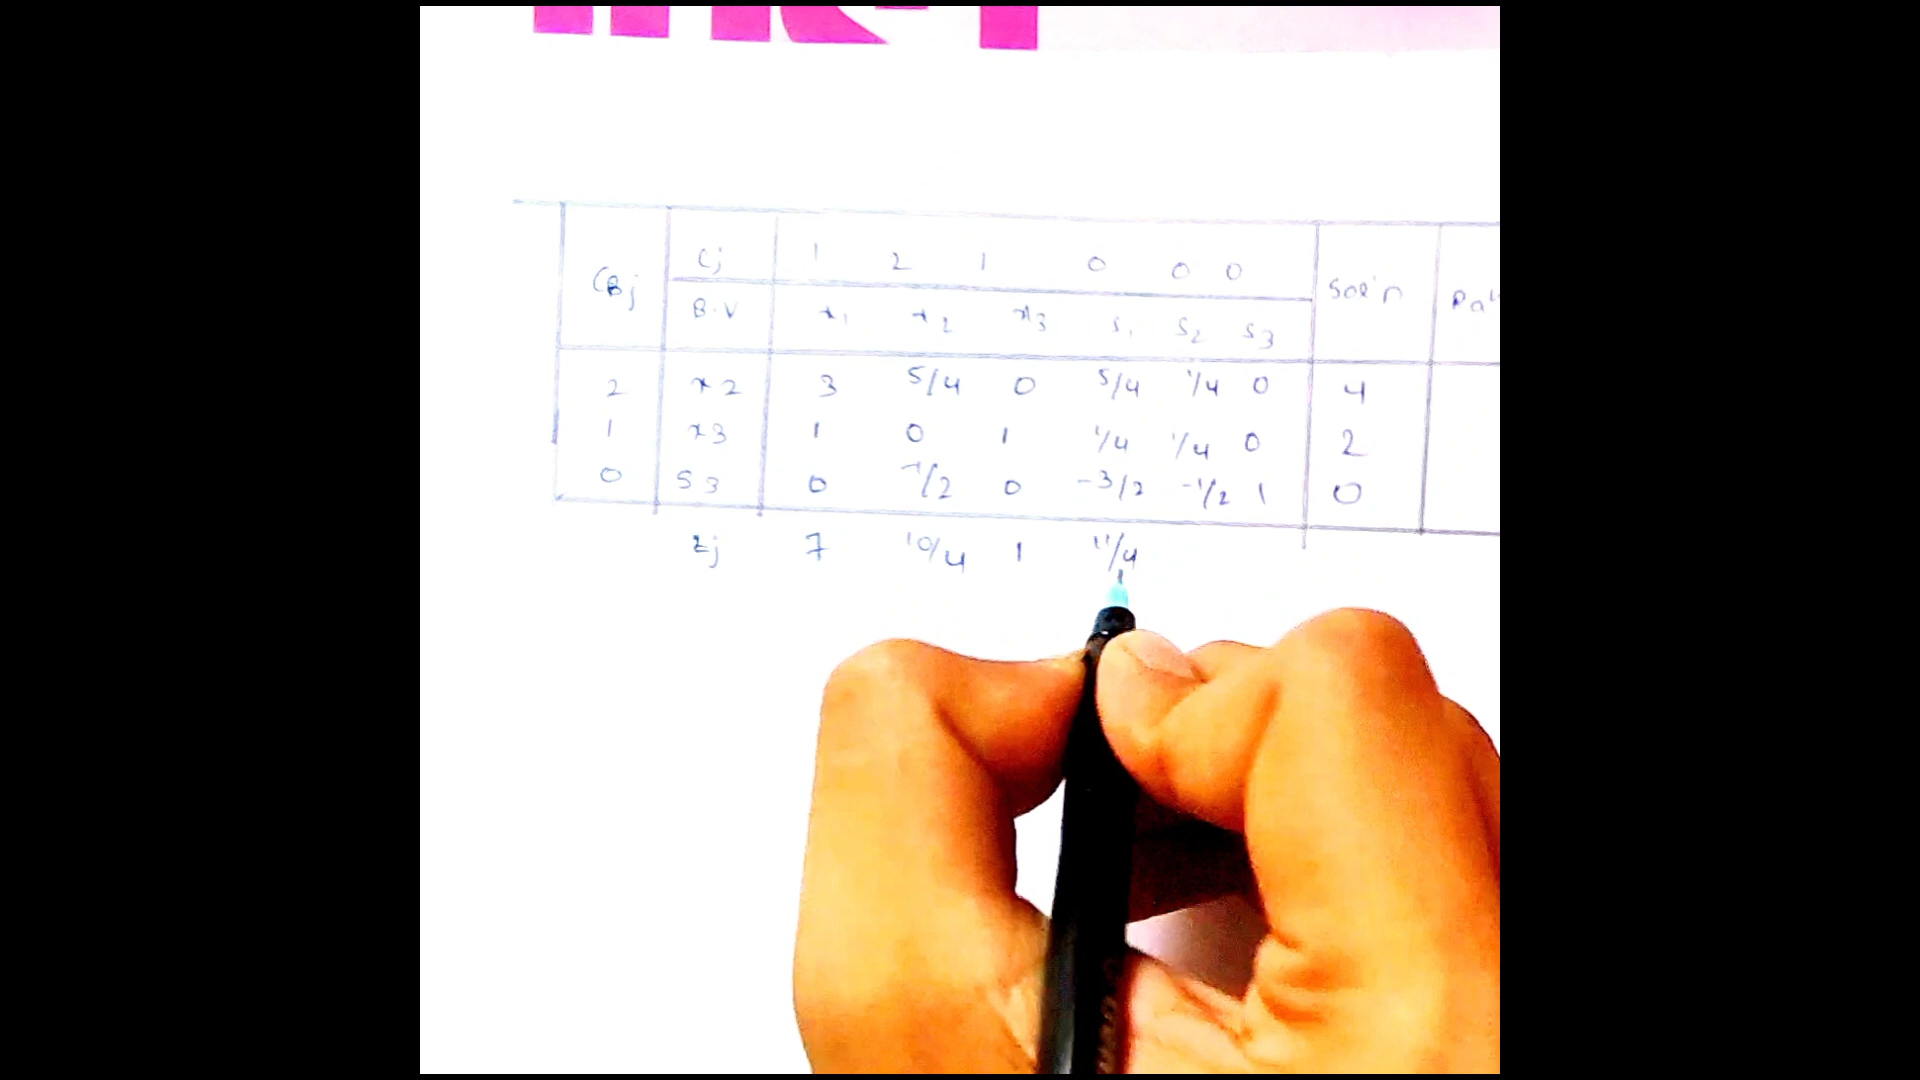 Cj 1 2 1 0 0 0
CBj Sol'n
B.V x1 x2 x3 s1 s2 s3
2 x2 3 5/4 0 5/4 1/4 0 4
1 x3 1 0 1 1/4 1/4 0 2
0 s3 0 0 -3/2 -1/2 1 0
Zj 7 10/4 1 11/4